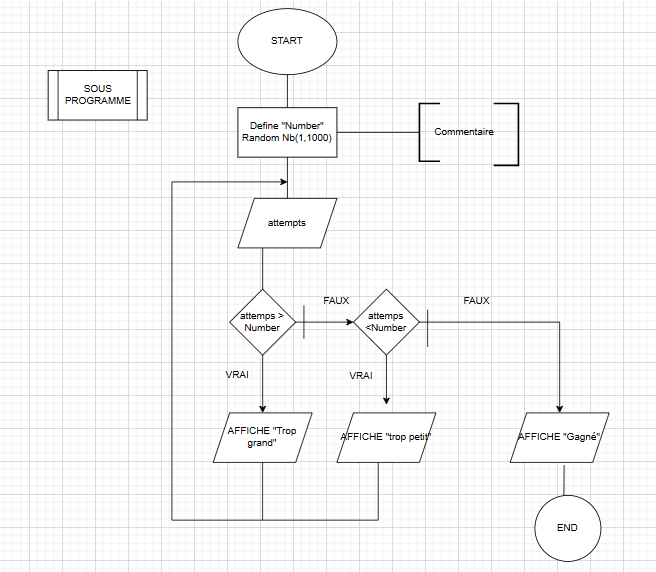 START
SOUS
PROGRAMME
Define "Number"
Random Nb(1,1000)
Commentaire
attempts
attemps >
Number
FAUX
attemps
<Number
FAUX
VRAI
VRAI
AFFICHE "Trop
grand"
AFFICHE "trop petit"
AFFICHE "Gagné"
END